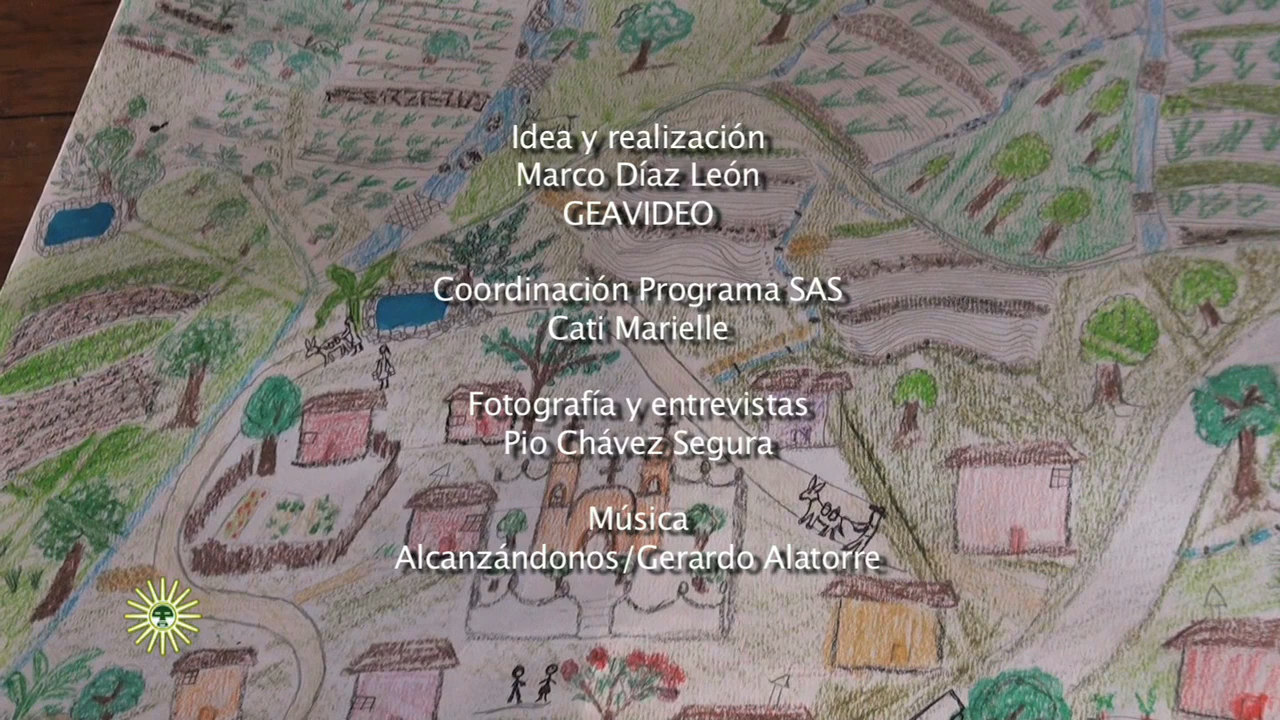 Idea y realización
Marco Díaz León
GEAVIDEO
Coordinación Programa SAS
Cati Marielle
Fotografía y entrevistas
Pio Chávez Segura
Música
Alcanzándonos/Gerardo Alatorre